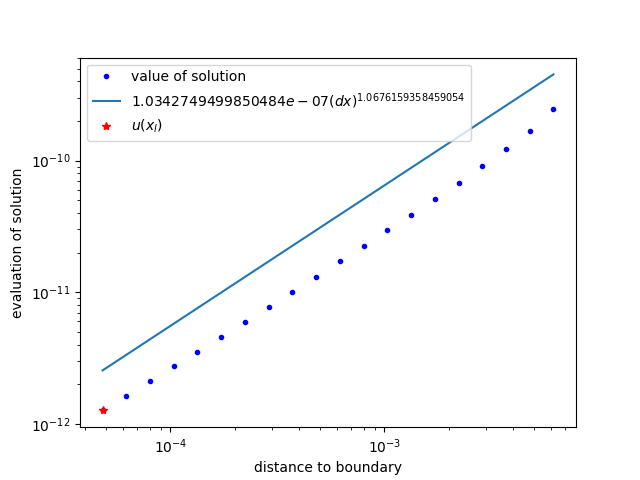 value of solution
1.0342749499850484e − 07(dx)^1.0676159358459054
u(x_l)
10^−10
10^−11
10^−12
10^−4
10^−3
evaluation of solution
distance to boundary